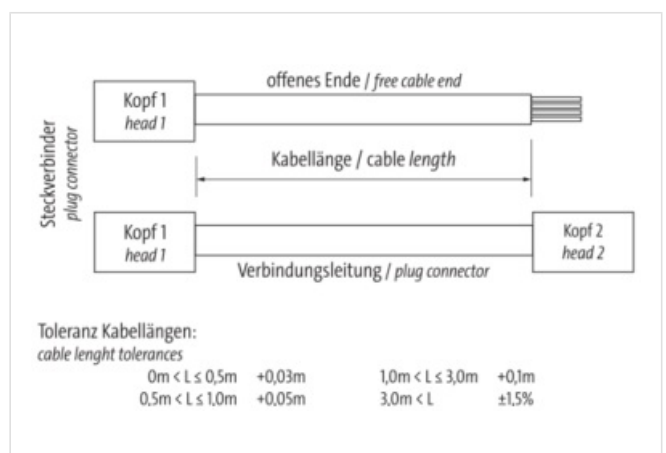 offenes Ende / free cable end
Kopf 1
head 1
Steckverbinder
plug connector
Kabellänge / cable length
Kopf 1
head 1
Kopf 2
head 2
Verbindungsleitung / plug connector
Toleranz Kabellängen:
cable lenght tolerances
0m < L ≤ 0,5m +0,03m 1,0m < L ≤ 3,0m +0,1m
0,5m < L ≤ 1,0m +0,05m 3,0m < L ±1,5%